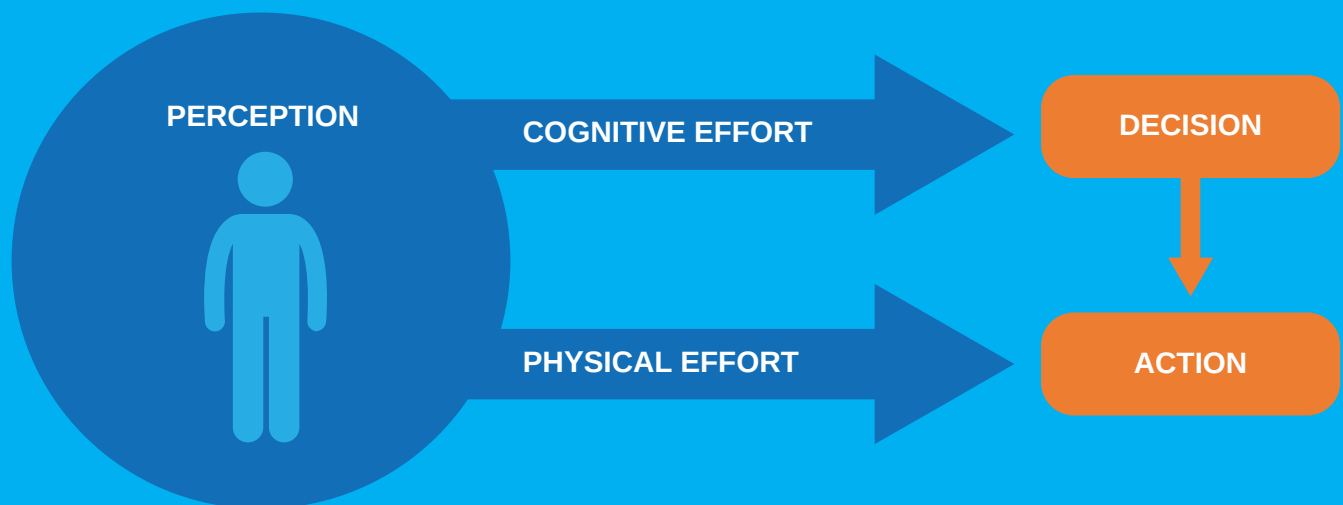 PERCEPTION
COGNITIVE EFFORT
DECISION
PHYSICAL EFFORT
ACTION